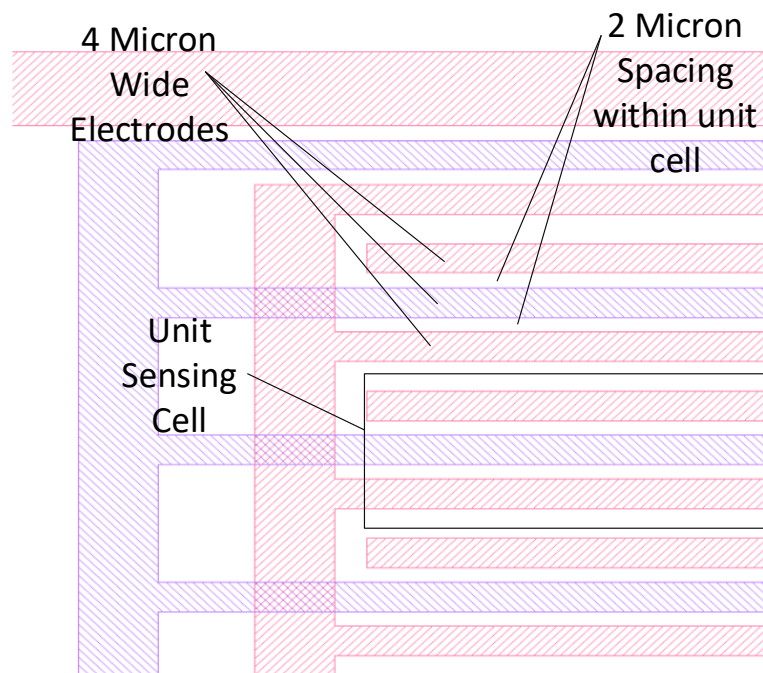 4 Micron
Wide
Electrodes
2 Micron
Spacing
within unit
cell
Unit
Sensing
Cell